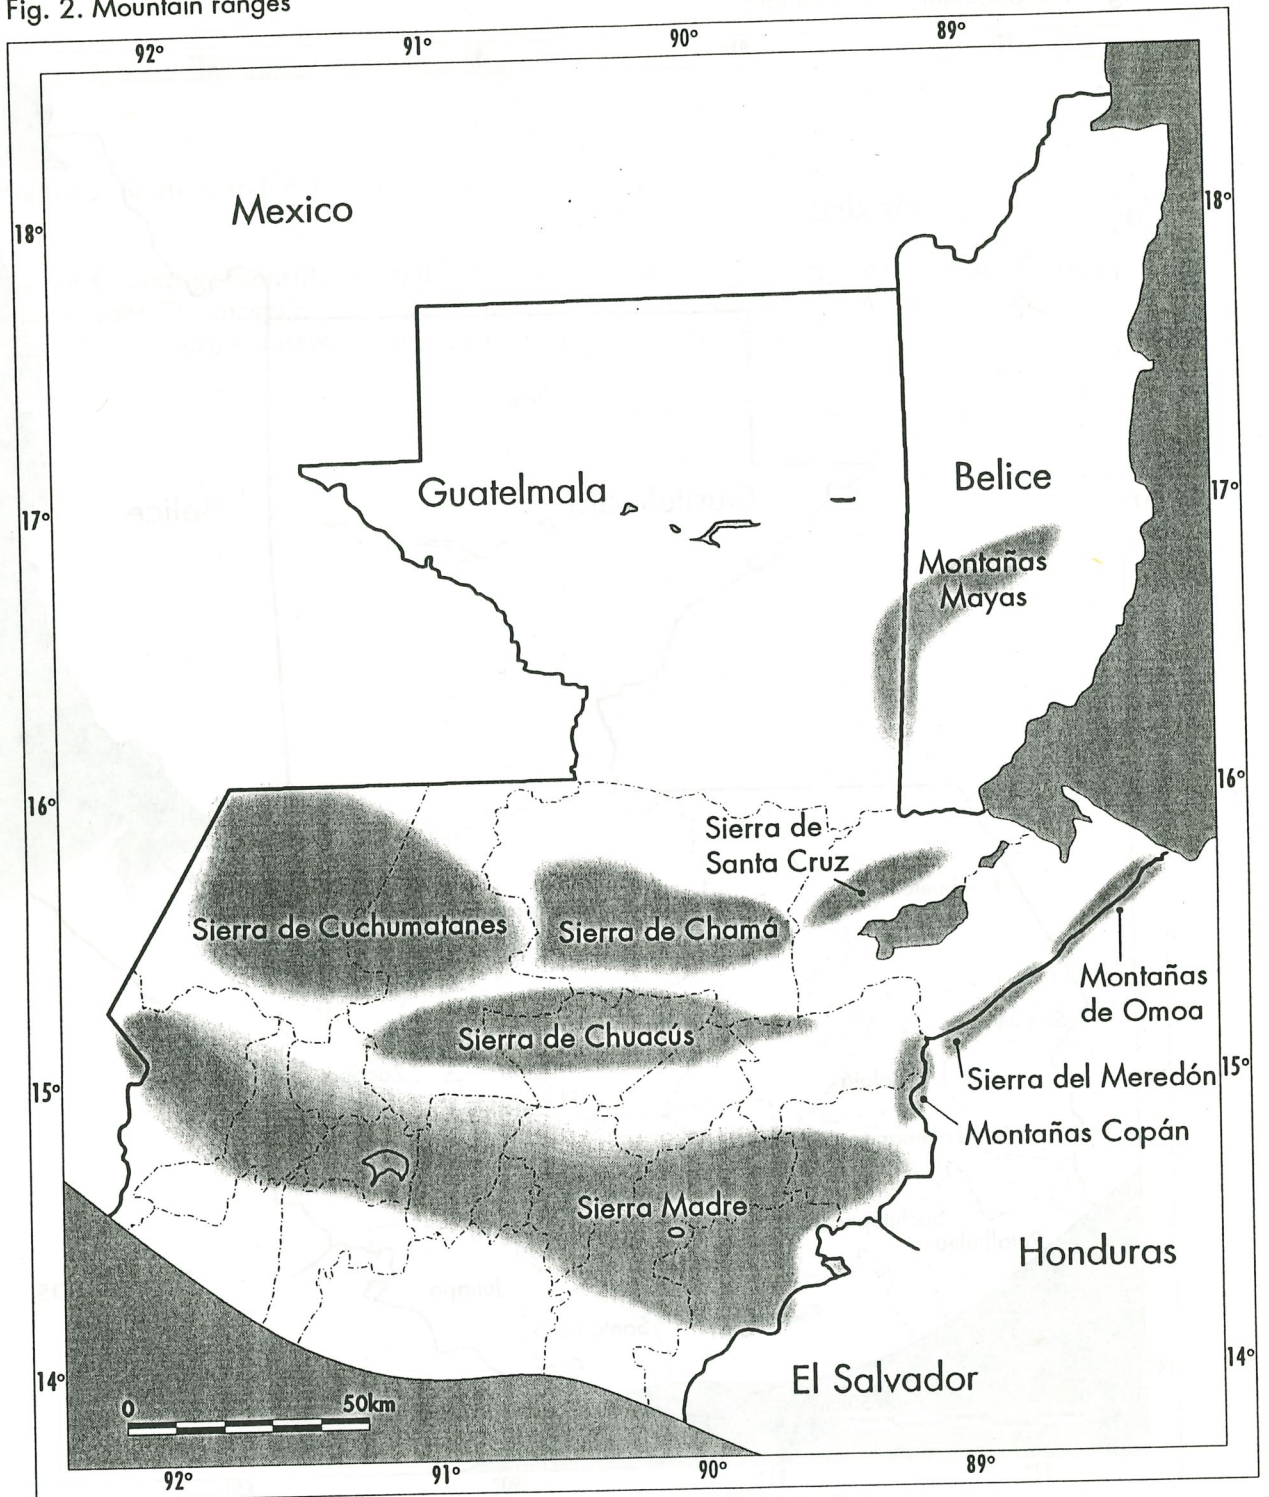 Fig. 2. Mountain ranges
92° 91° 90° 89°
Mexico
18° 18°
Guatelmala
Belice
17° 17°
Montañas
Mayas
16° 16°
Sierra de
Santa Cruz
Sierra de Cuchumatanes
Sierra de Chamá
Montañas
de Omoa
Sierra de Chuacús
Sierra del Meredón
15° 15°
Montañas Copán
Sierra Madre
Honduras
El Salvador
14° 14°
0 50km
92° 91° 90° 89°